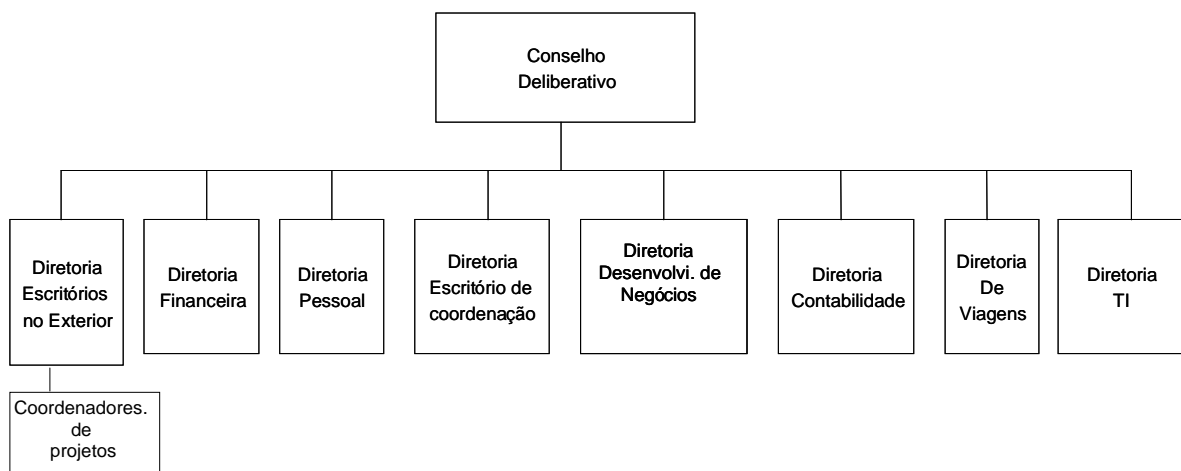 Conselho
Deliberativo
Diretoria
Escritórios
no Exterior
Diretoria
Financeira
Diretoria
Pessoal
Diretoria
Escritório de
coordenação
Diretoria
Desenvolvi. de
Negócios
Diretoria
Contabilidade
Diretoria
De
Viagens
Diretoria
TI
Coordenadores.
de
projetos